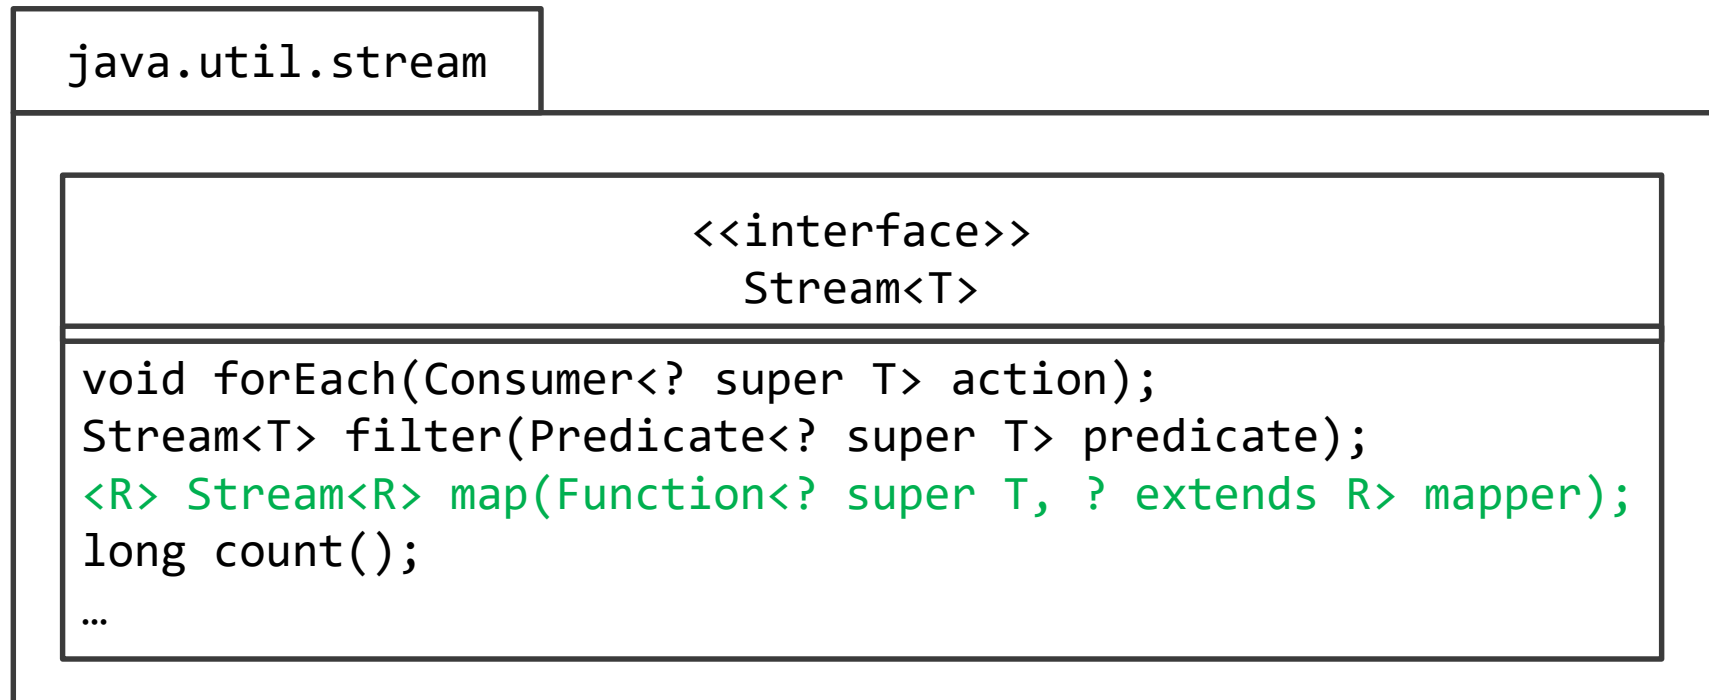 java.util.stream
<<interface>>
Stream<T>
void forEach(Consumer<? super T> action);
Stream<T> filter(Predicate<? super T> predicate);
<R> Stream<R> map(Function<? super T, ? extends R> mapper);
long count();
…